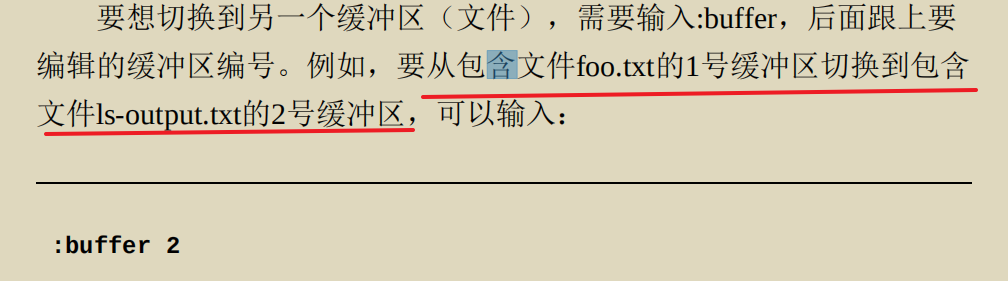 要想切换到另一个缓冲区（文件），需要输入:buffer，后面跟上要
编辑的缓冲区编号。例如，要从包含文件foo.txt的1号缓冲区切换到包含
文件ls-output.txt的2号缓冲区，可以输入：
:buffer 2